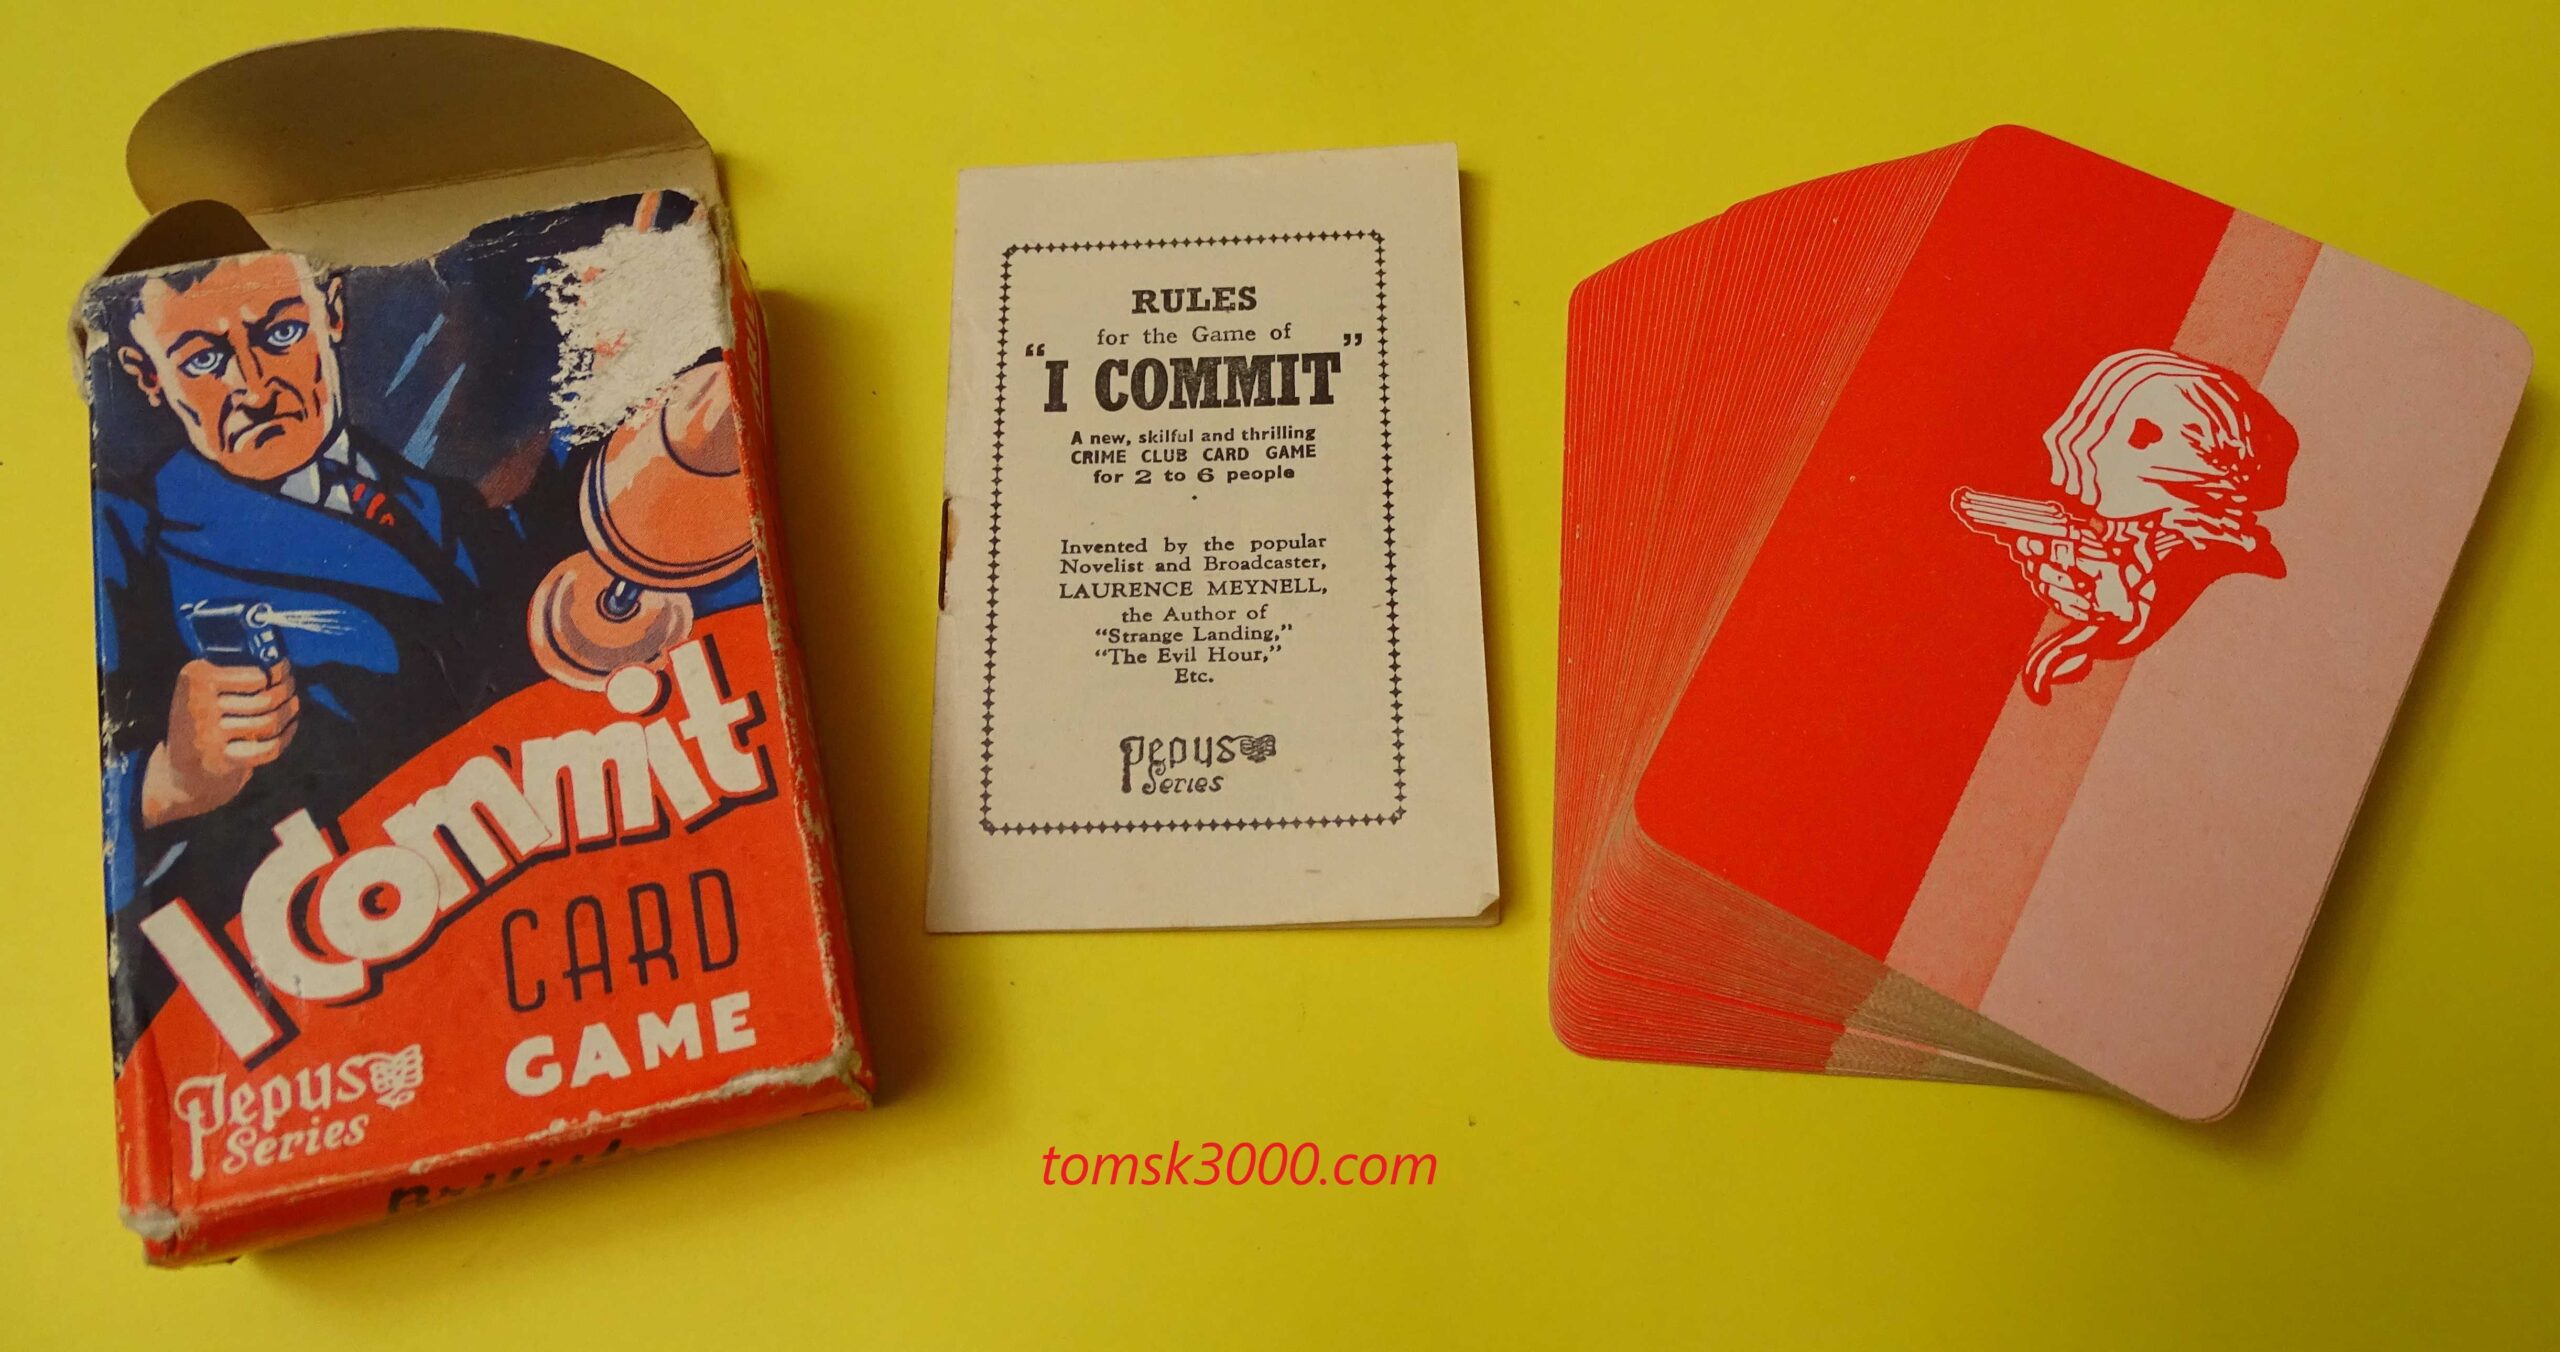 I Commit
CARD
GAME
Pepys
Series
RULES
for the Game of
"I COMMIT"
A new, skilful and thrilling
CRIME CLUB CARD GAME
for 2 to 6 people
Invented by the popular
Novelist and Broadcaster,
LAURENCE MEYNELL,
the Author of
"Strange Landing,"
"The Evil Hour,"
Etc.
Pepys
Series
tomsk3000.com